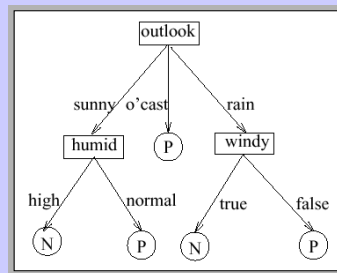 outlook
sunny o'cast rain
humid P windy
high normal true false
N P N P